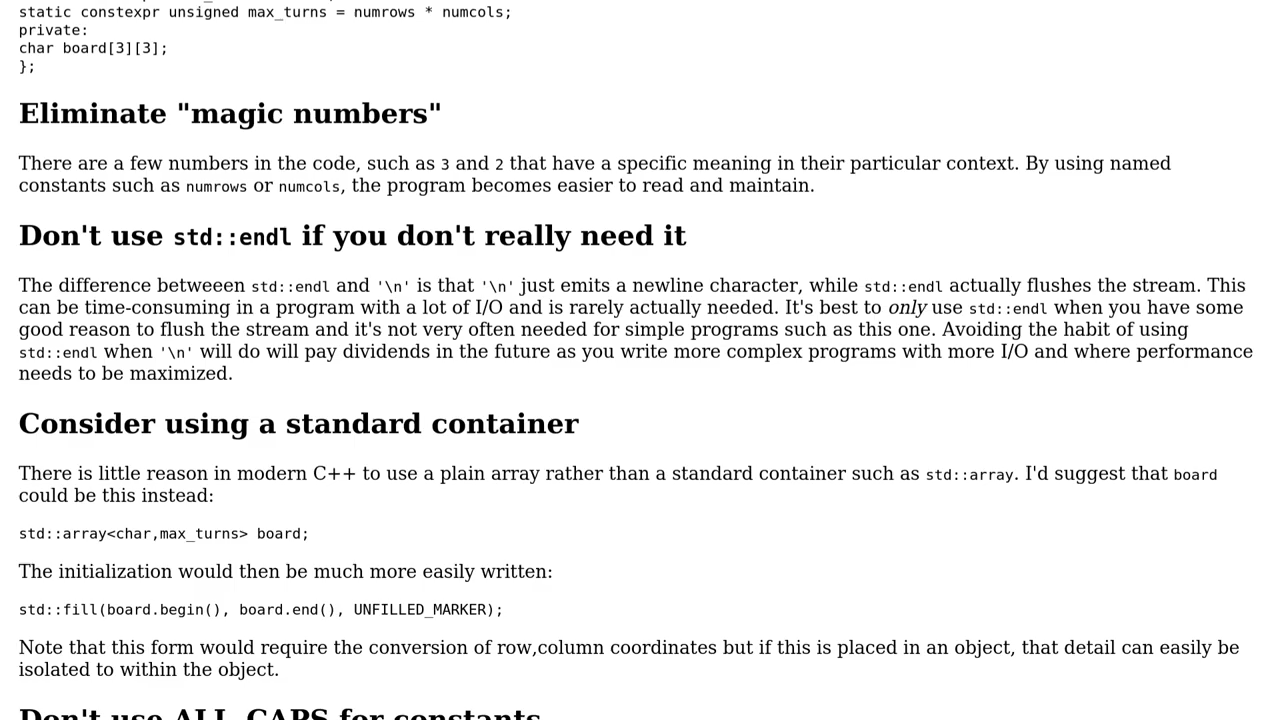 static constexpr unsigned max_turns = numrows * numcols;
private:
char board[3][3];
};
Eliminate "magic numbers"
There are a few numbers in the code, such as 3 and 2 that have a specific meaning in their particular context. By using named
constants such as numrows or numcols, the program becomes easier to read and maintain.
Don't use std::endl if you don't really need it
The difference betweeen std::endl and '\n' is that '\n' just emits a newline character, while std::endl actually flushes the stream. This
can be time-consuming in a program with a lot of I/O and is rarely actually needed. It's best to only use std::endl when you have some
good reason to flush the stream and it's not very often needed for simple programs such as this one. Avoiding the habit of using
std::endl when '\n' will do will pay dividends in the future as you write more complex programs with more I/O and where performance
needs to be maximized.
Consider using a standard container
There is little reason in modern C++ to use a plain array rather than a standard container such as std::array. I'd suggest that board
could be this instead:
std::array<char,max_turns> board;
The initialization would then be much more easily written:
std::fill(board.begin(), board.end(), UNFILLED_MARKER);
Note that this form would require the conversion of row,column coordinates but if this is placed in an object, that detail can easily be
isolated to within the object.
Don't use ALL_CAPS for constants